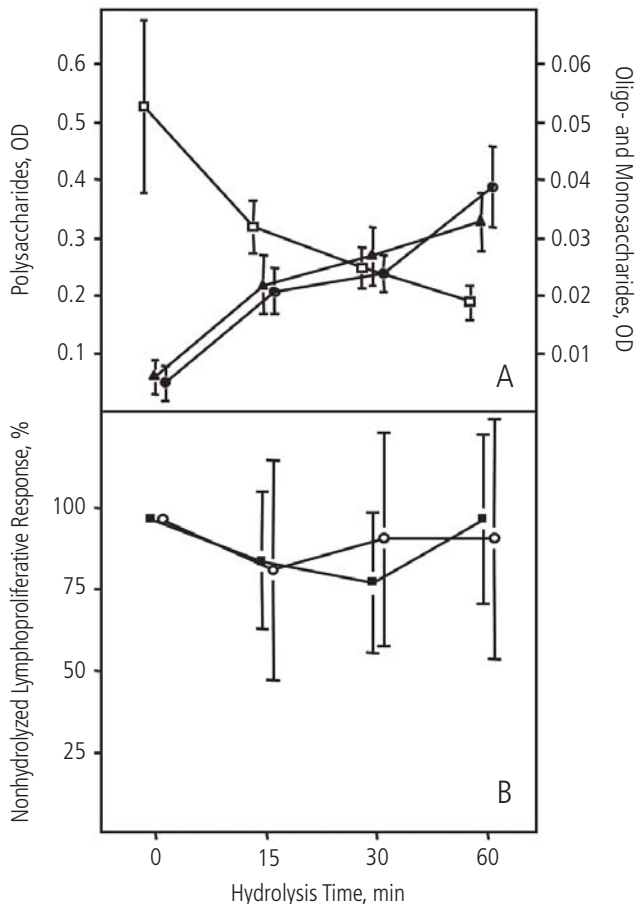 0.6
0.5
0.4
0.3
0.2
0.1
Polysaccharides, OD
0.06
0.05
0.04
0.03
0.02
0.01
Oligo- and Monosaccharides, OD
A
100
75
50
25
Nonhydrolyzed Lymphoproliferative Response, %
B
0 15 30 60
Hydrolysis Time, min